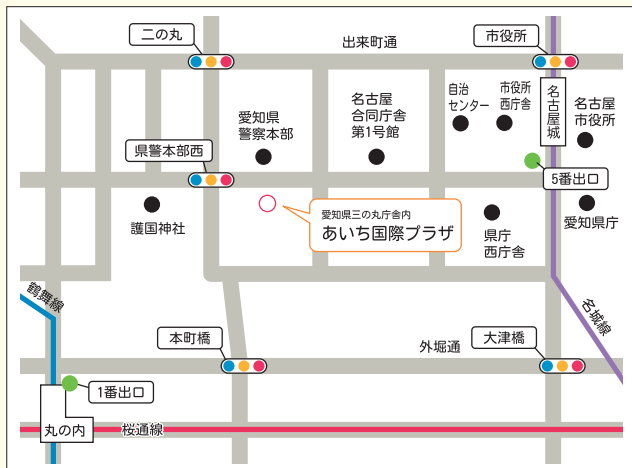 二の丸
出来町通
市役所
自治
センター
市役所
西庁舎
名古屋城
名古屋
市役所
愛知県
警察本部
名古屋
合同庁舎
第1号館
県警本部西
5番出口
護国神社
愛知県三の丸庁舎内
あいち国際プラザ
県庁
西庁舎
愛知県庁
鶴舞線
名城線
本町橋
外堀通
大津橋
1番出口
丸の内
桜通線